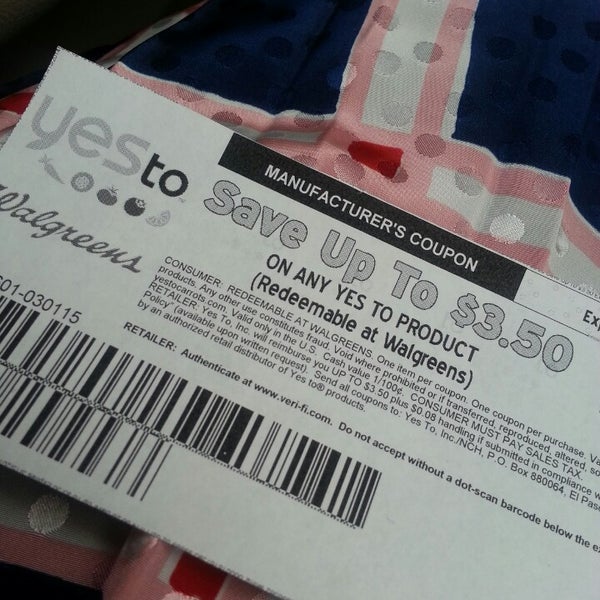 yesto
Walgreens
MANUFACTURER'S COUPON
Save Up To $3.50
ON ANY YES TO PRODUCT
(Redeemable at Walgreens)
CONSUMER: REDEEMABLE AT WALGREENS. One item per coupon. One coupon per purchase.
products. Any other use constitutes fraud. Void where prohibited or if transferred, reproduced, altered,
yestocarrots.com. Valid only in the U.S. Cash value 1/100¢. CONSUMER MUST PAY SALES TAX.
RETAILER: Yes To, Inc. will reimburse you UP TO $3.50 plus $0.08 handling if submitted in compliance
Policy" (available upon written request). Send all coupons to: Yes To, Inc./NCH, P.O. Box 880064, El
by an authorized retail distributor of Yes to® products.
RETAILER: Authenticate at www.veri-fi.com. Do not accept without a dot-scan barcode below the
01-030115